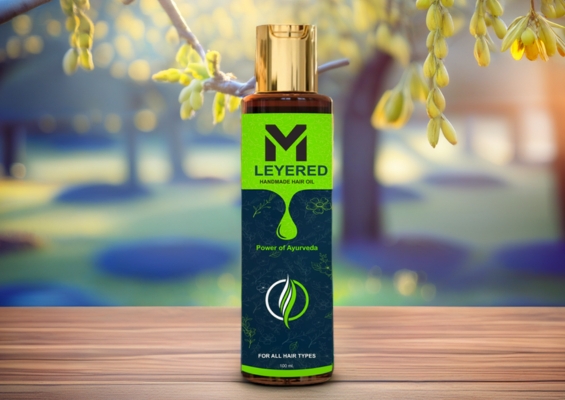 M
LEYERED
HANDMADE HAIR OIL
Power of Ayurveda
FOR ALL HAIR TYPES
100 mL